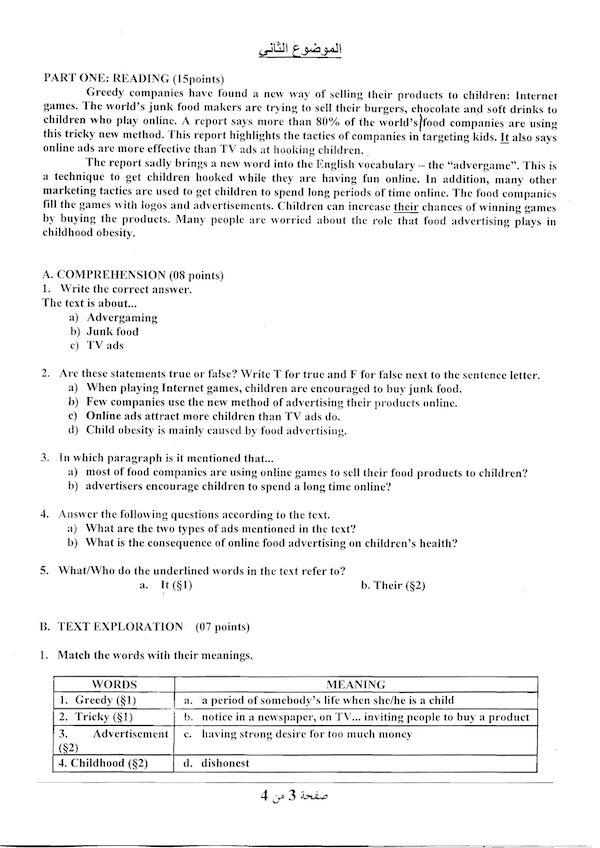 الموضوع الثاني
PART ONE: READING (15points)
Greedy companies have found a new way of selling their products to children: Internet
games. The world's junk food makers are trying to sell their burgers, chocolate and soft drinks to
children who play online. A report says more than 80% of the world's food companies are using
this tricky new method. This report highlights the tactics of companies in targeting kids. It also says
online ads are more effective than TV ads at hooking children.
The report sadly brings a new word into the English vocabulary – the "advergame". This is
a technique to get children hooked while they are having fun online. In addition, many other
marketing tactics are used to get children to spend long periods of time online. The food companies
fill the games with logos and advertisements. Children can increase their chances of winning games
by buying the products. Many people are worried about the role that food advertising plays in
childhood obesity.
A. COMPREHENSION (08 points)
1. Write the correct answer.
The text is about...
a) Advergaming
b) Junk food
c) TV ads
2. Are these statements true or false? Write T for true and F for false next to the sentence letter.
a) When playing Internet games, children are encouraged to buy junk food.
b) Few companies use the new method of advertising their products online.
c) Online ads attract more children than TV ads do.
d) Child obesity is mainly caused by food advertising.
3. In which paragraph is it mentioned that...
a) most of food companies are using online games to sell their food products to children?
b) advertisers encourage children to spend a long time online?
4. Answer the following questions according to the text.
a) What are the two types of ads mentioned in the text?
b) What is the consequence of online food advertising on children's health?
5. What/Who do the underlined words in the text refer to?
a. It (§1) b. Their (§2)
B. TEXT EXPLORATION (07 points)
1. Match the words with their meanings.
WORDS MEANING
1. Greedy (§1) a. a period of somebody's life when she/he is a child
2. Tricky (§1) b. notice in a newspaper, on TV... inviting people to buy a product
3. Advertisement c. having strong desire for too much money
(§2)
4. Childhood (§2) d. dishonest
صفحة 3 من 4